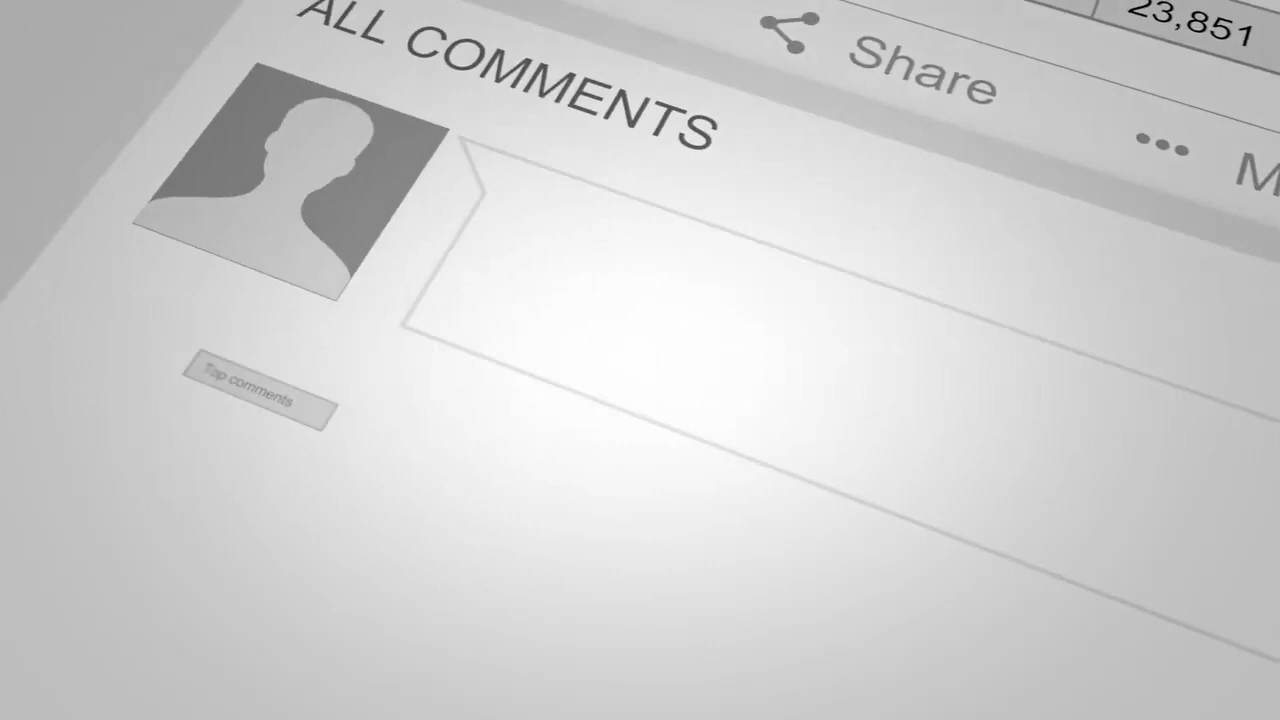 23,851
Share
••• M
ALL COMMENTS
Top comments